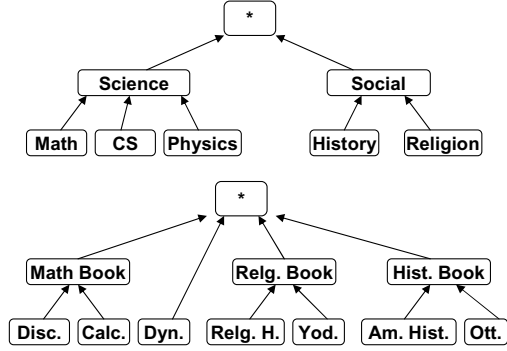 *
Science Social
Math CS Physics History Religion
*
Math Book Relg. Book Hist. Book
Disc. Calc. Dyn. Relg. H. Yod. Am. Hist. Ott.